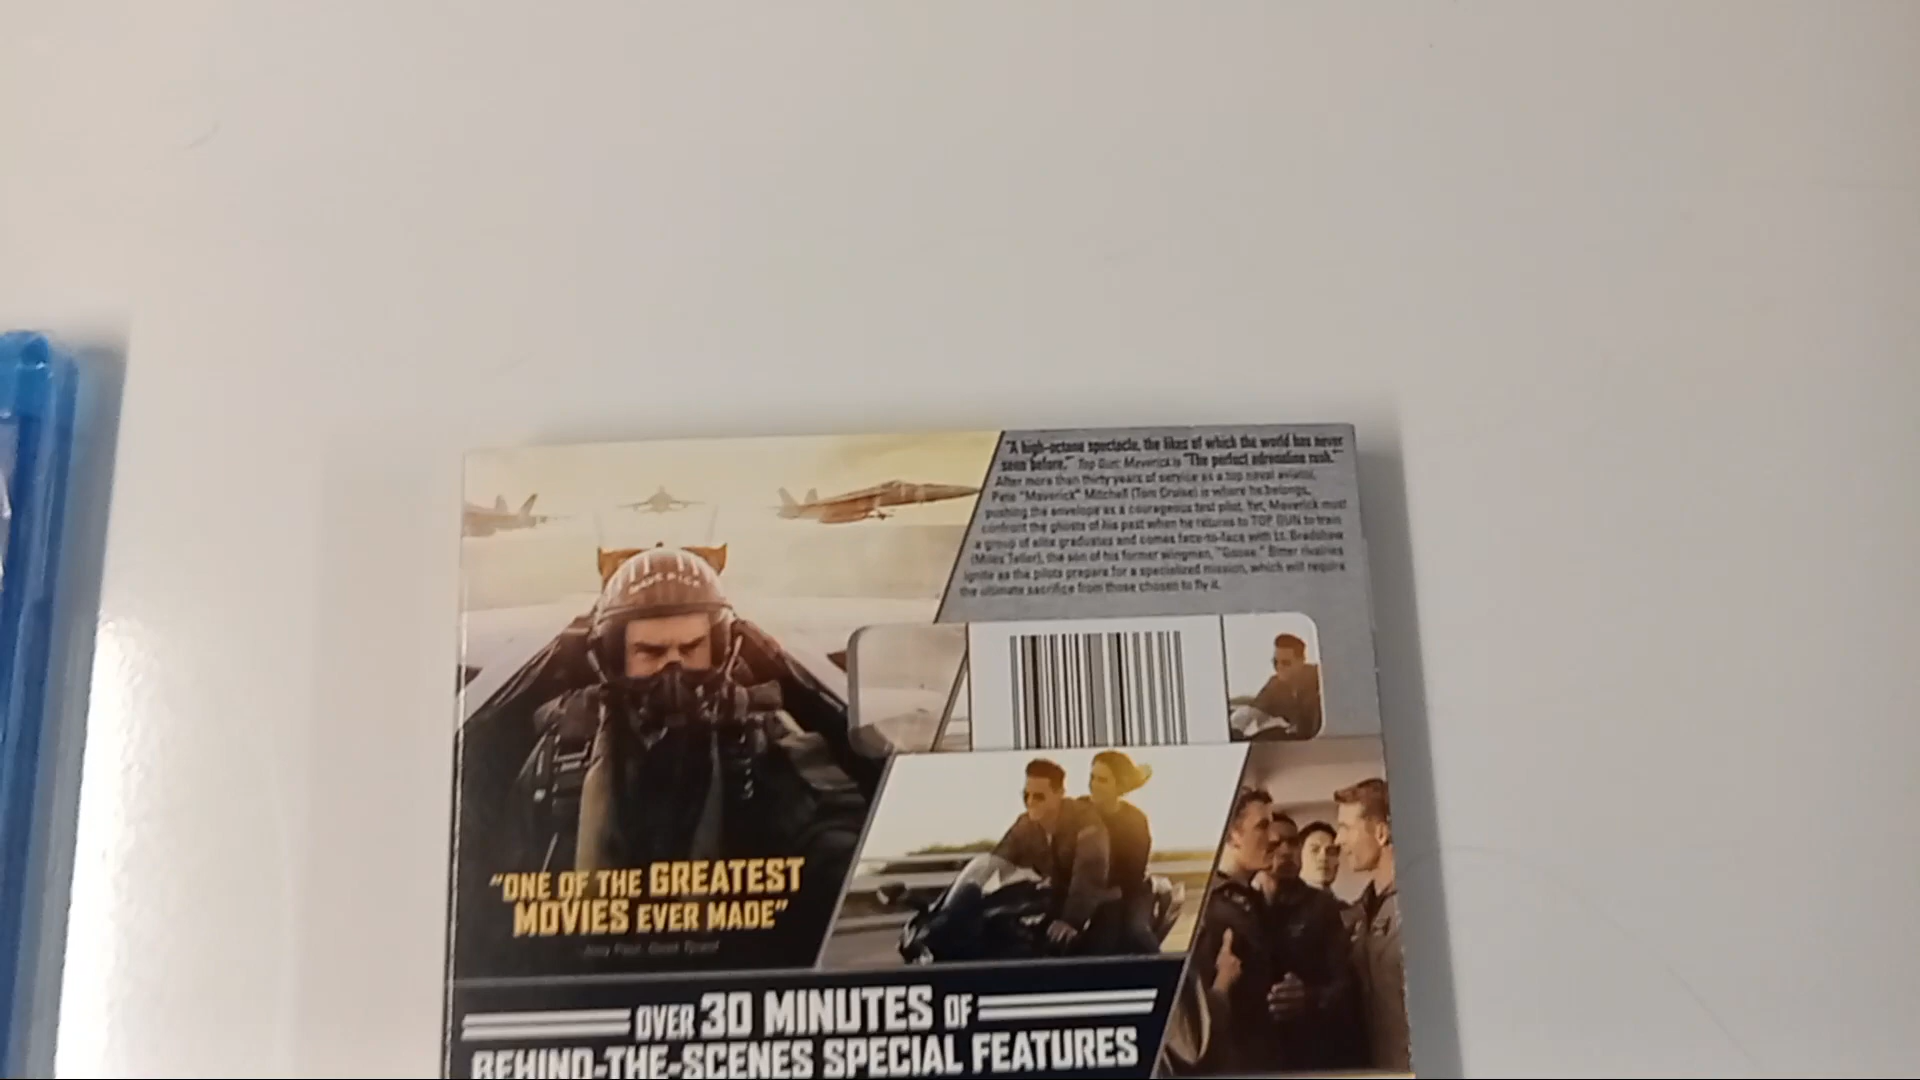 "A high-octane spectacle, the likes of which the world has never
seen before," Top Gun: Maverick is "The perfect adrenaline rush."
After more than thirty years of service as a top naval aviator,
Pete "Maverick" Mitchell (Tom Cruise) is where he belongs,
pushing the envelope as a courageous test pilot. Yet, Maverick must
confront the ghosts of his past when he returns to TOP GUN to train
a group of elite graduates and comes face-to-face with Lt. Bradshaw
(Miles Teller), the son of his former wingman, "Goose." Bitter rivalries
ignite as the pilots prepare for a specialized mission, which will require
the ultimate sacrifice from those chosen to fly it.
MAVERICK
"ONE OF THE GREATEST
MOVIES EVER MADE"
OVER 30 MINUTES OF
BEHIND-THE-SCENES SPECIAL FEATURES